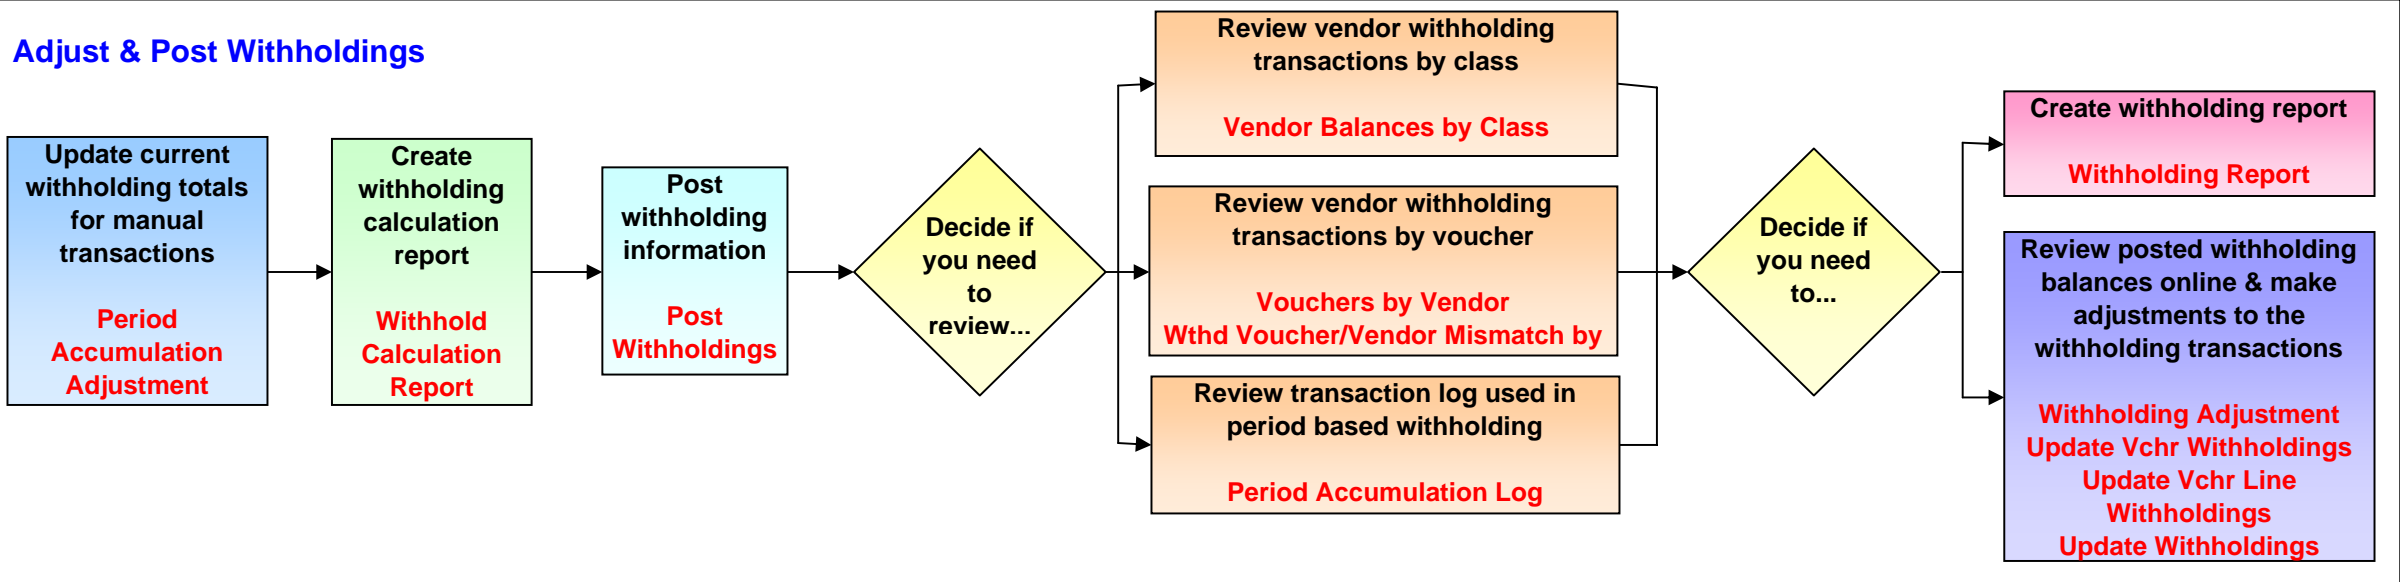 Adjust & Post Withholdings
Update current
withholding totals
for manual
transactions
Period
Accumulation
Adjustment
Create
withholding
calculation
report
Withhold
Calculation
Report
Post
withholding
information
Post
Withholdings
Decide if
you need
to
review...
Review vendor withholding
transactions by class
Vendor Balances by Class
Review vendor withholding
transactions by voucher
Vouchers by Vendor
Wthd Voucher/Vendor Mismatch by
Review transaction log used in
period based withholding
Period Accumulation Log
Decide if
you need
to...
Create withholding report
Withholding Report
Review posted withholding
balances online & make
adjustments to the
withholding transactions
Withholding Adjustment
Update Vchr Withholdings
Update Vchr Line
Withholdings
Update Withholdings